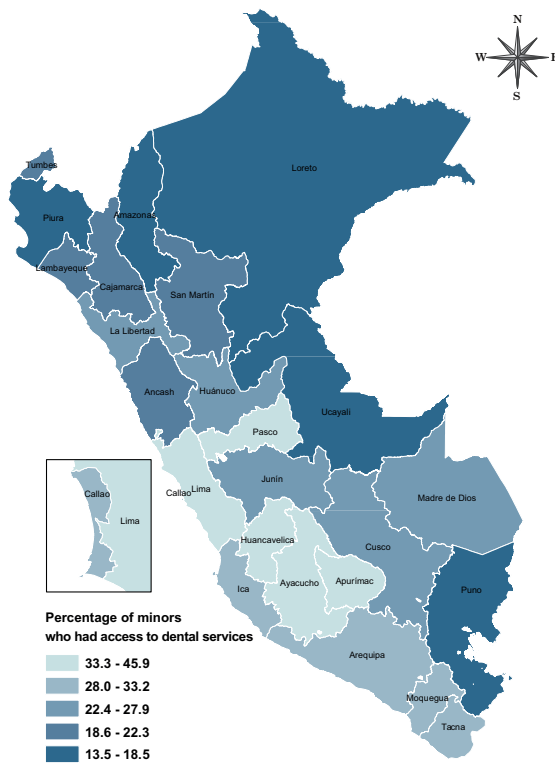 N
W
E
S
Tumbes
Loreto
Piura
Amazonas
Lambayeque
Cajamarca
San Martín
La Libertad
Ancash
Huánuco
Ucayali
Pasco
Callao
Lima
Junín
Madre de Dios
Callao
Lima
Huancavelica
Cusco
Ayacucho
Apurímac
Ica
Puno
Arequipa
Moquegua
Tacna
Percentage of minors
who had access to dental services
33.3 - 45.9
28.0 - 33.2
22.4 - 27.9
18.6 - 22.3
13.5 - 18.5